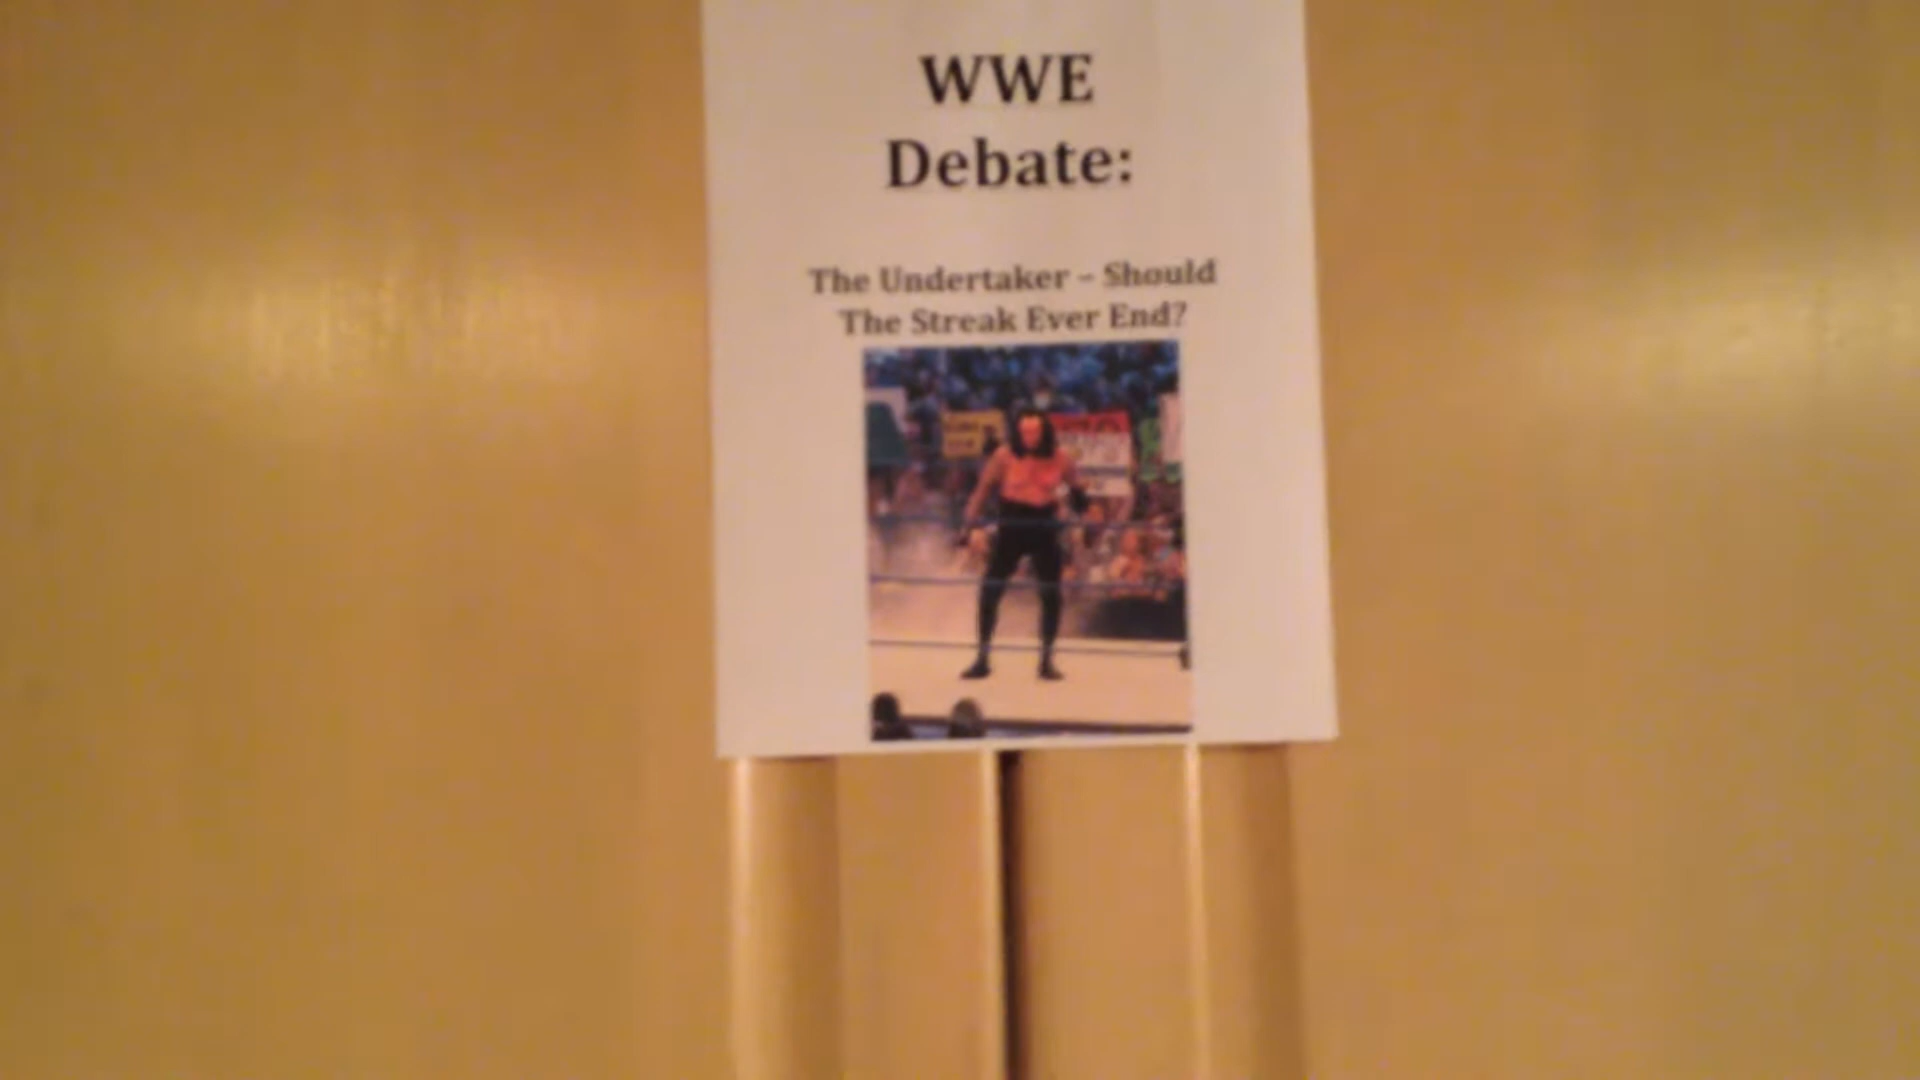 WWE
Debate:
The Undertaker – Should
The Streak Ever End?